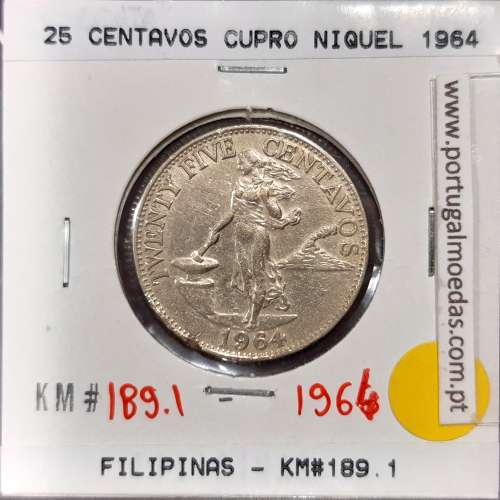 25 CENTAVOS CUPRO NIQUEL 1964
www.portugalmoedas.com.pt
TWENTY FIVE CENTAVOS
1964
KM# 189.1 - 1964
FILIPINAS - KM#189.1